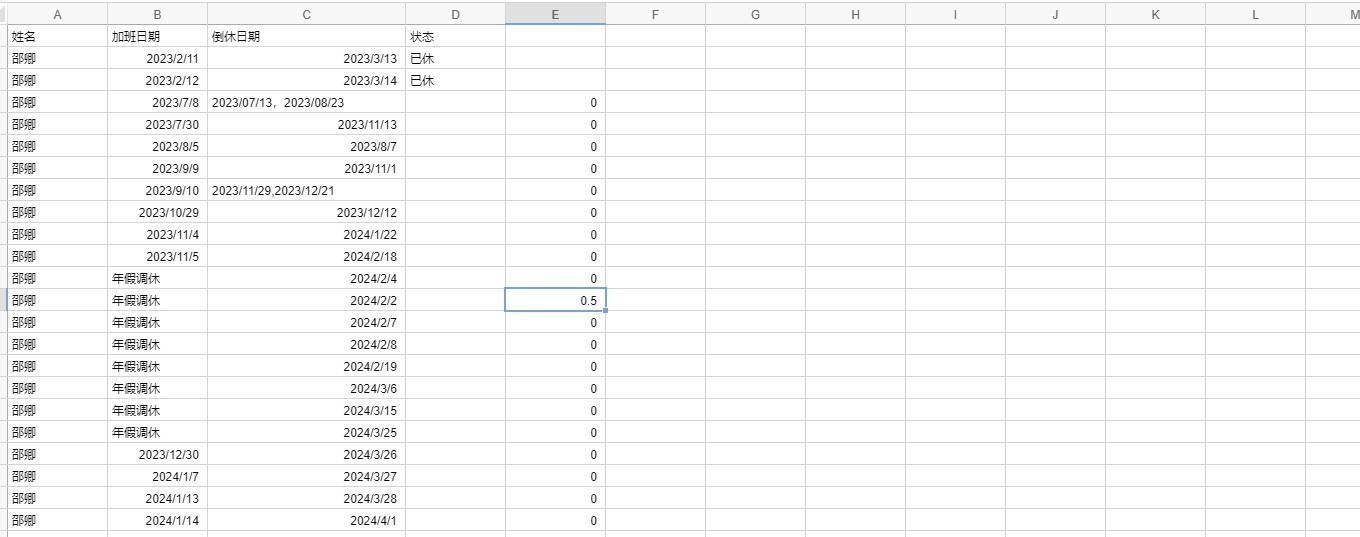 A B C D E F G H I J K L M
姓名 加班日期 倒休日期 状态
邵卿 2023/2/11 2023/3/13 已休
邵卿 2023/2/12 2023/3/14 已休
邵卿 2023/7/8 2023/07/13，2023/08/23 0
邵卿 2023/7/30 2023/11/13 0
邵卿 2023/8/5 2023/8/7 0
邵卿 2023/9/9 2023/11/1 0
邵卿 2023/9/10 2023/11/29,2023/12/21 0
邵卿 2023/10/29 2023/12/12 0
邵卿 2023/11/4 2024/1/22 0
邵卿 2023/11/5 2024/2/18 0
邵卿 年假调休 2024/2/4 0
邵卿 年假调休 2024/2/2 0.5
邵卿 年假调休 2024/2/7 0
邵卿 年假调休 2024/2/8 0
邵卿 年假调休 2024/2/19 0
邵卿 年假调休 2024/3/6 0
邵卿 年假调休 2024/3/15 0
邵卿 年假调休 2024/3/25 0
邵卿 2023/12/30 2024/3/26 0
邵卿 2024/1/7 2024/3/27 0
邵卿 2024/1/13 2024/3/28 0
邵卿 2024/1/14 2024/4/1 0